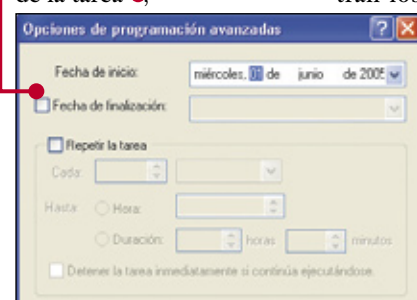 de la tarea C,
tran los
Opciones de programación avanzadas
Fecha de inicio: miércoles, 01 de junio de 2005
Fecha de finalización:
Repetir la tarea
Cada:
Hasta: Hora:
Duración: horas minutos
Detener la tarea inmediatamente si continúa ejecutándose.